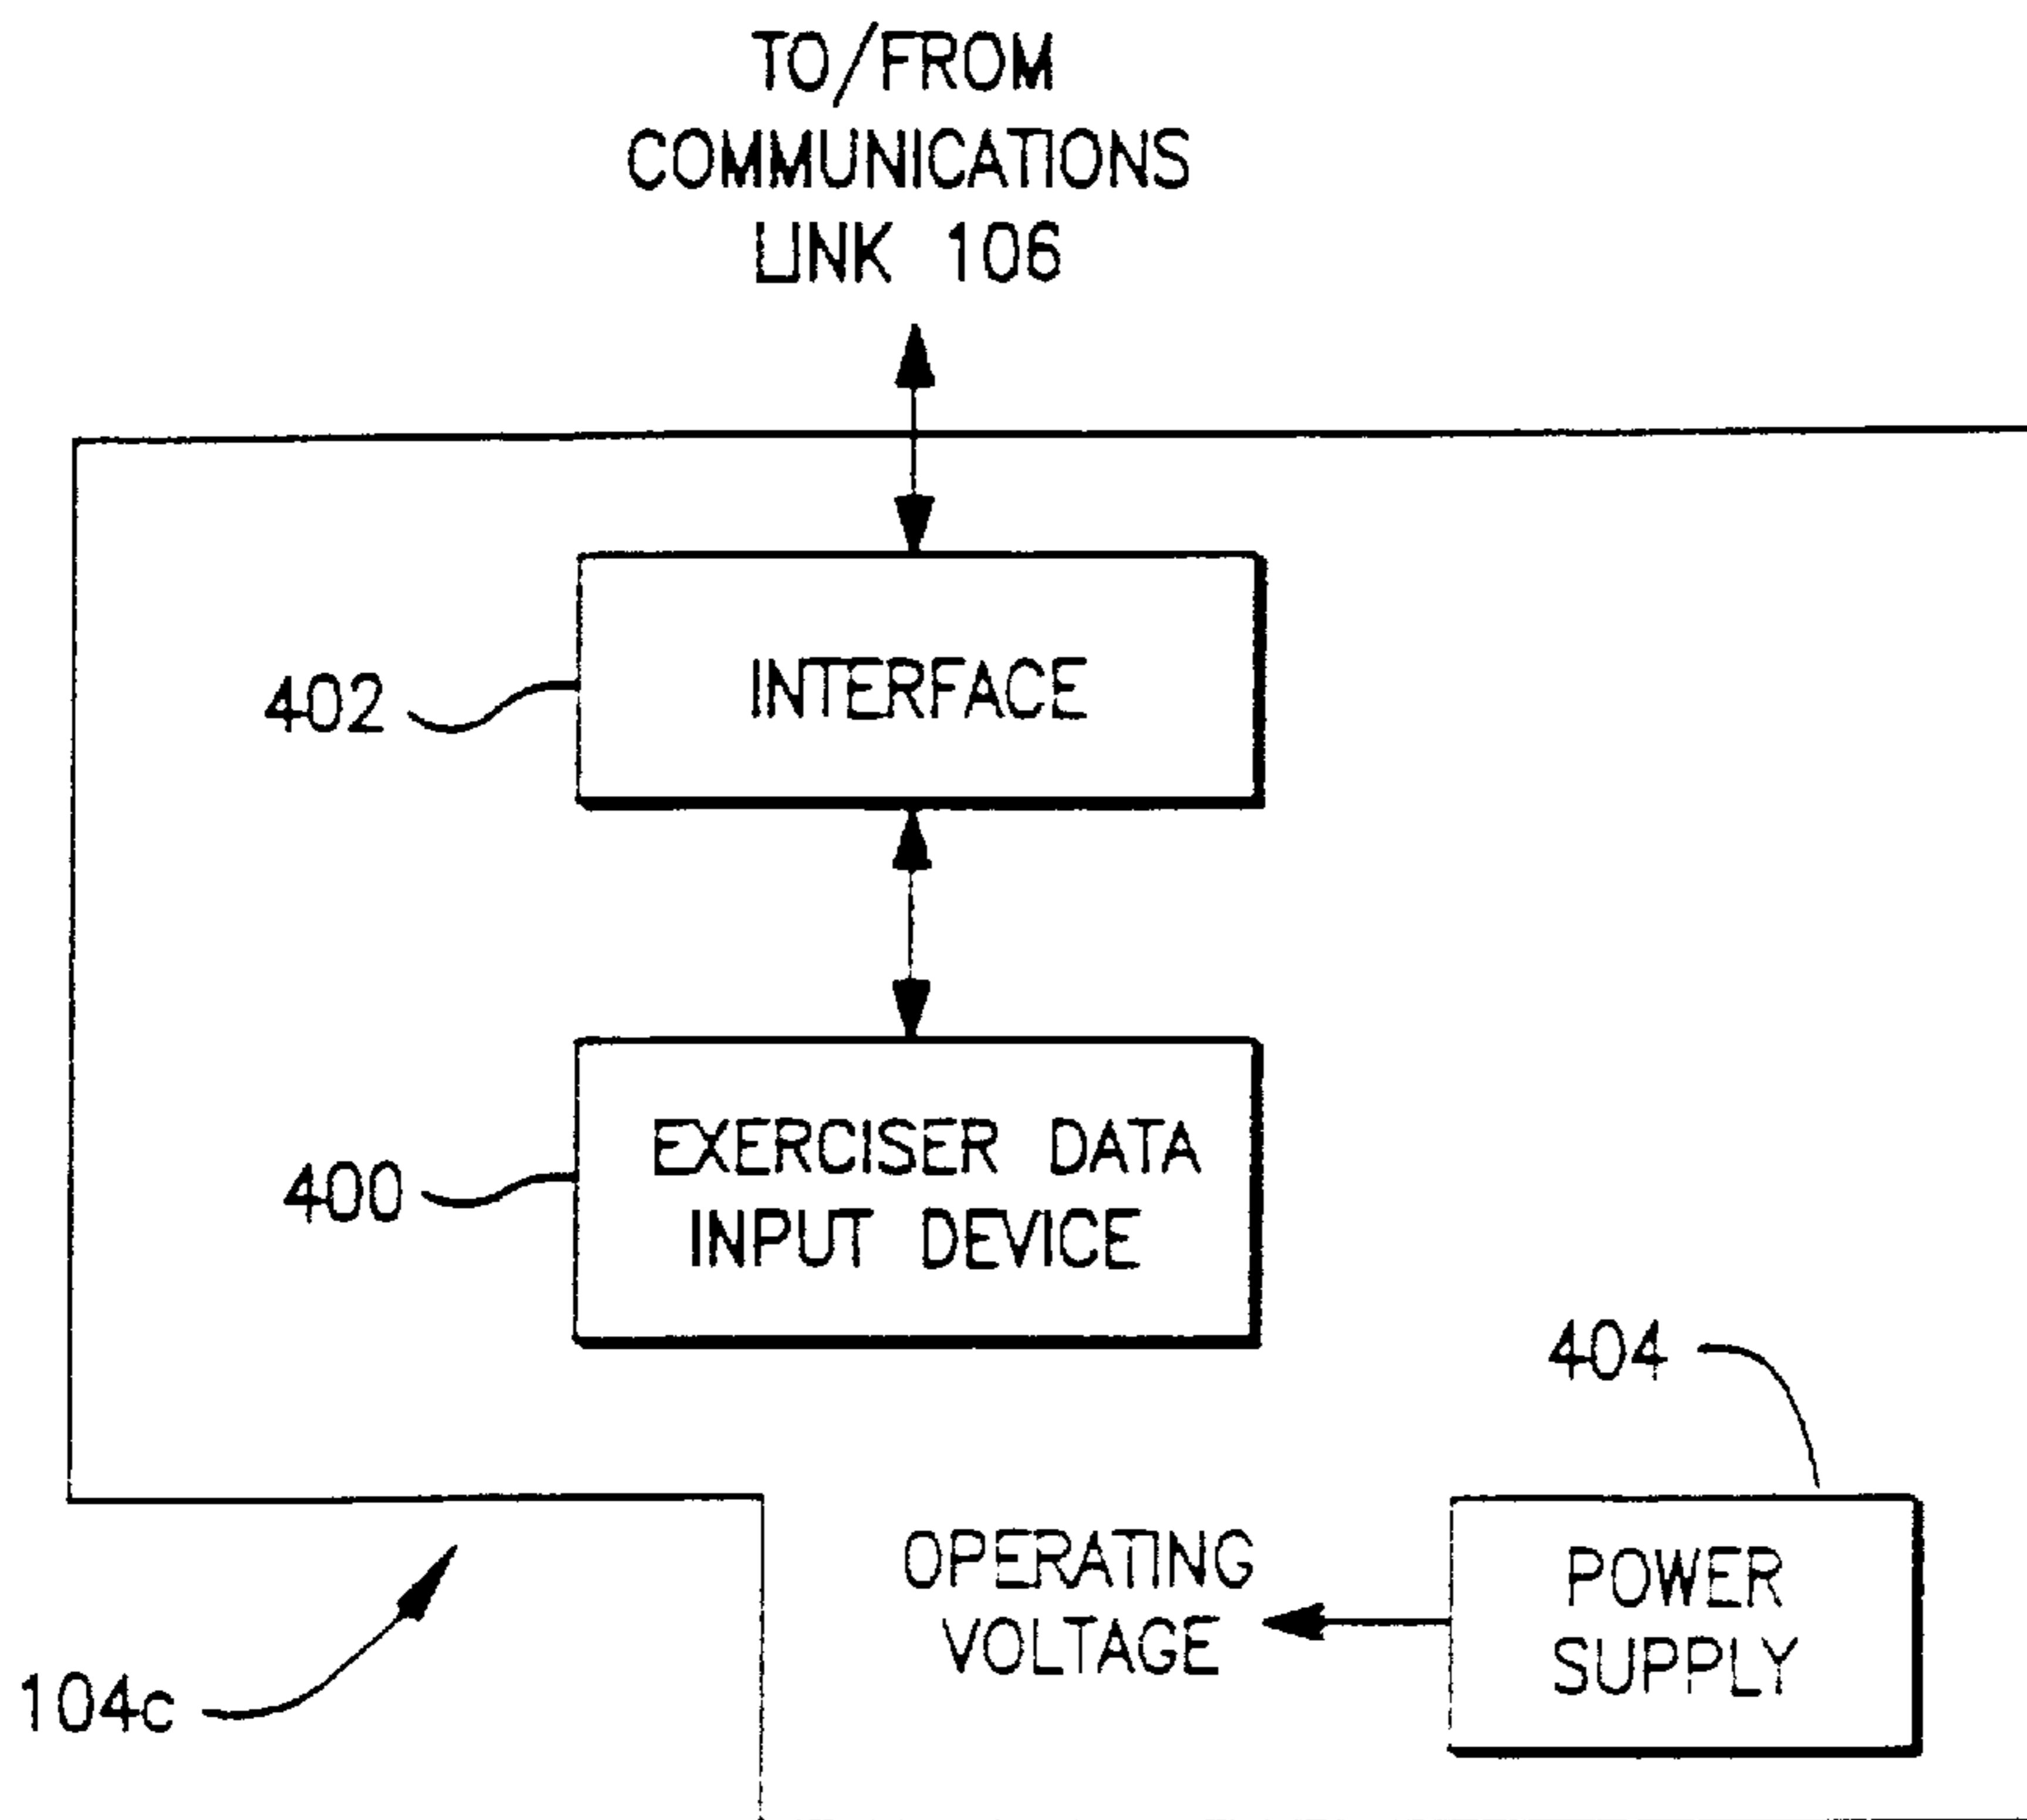 TO/FROM
COMMUNICATIONS
LINK 106
402
INTERFACE
400
EXERCISER DATA
INPUT DEVICE
404
OPERATING
VOLTAGE
POWER
SUPPLY
104c